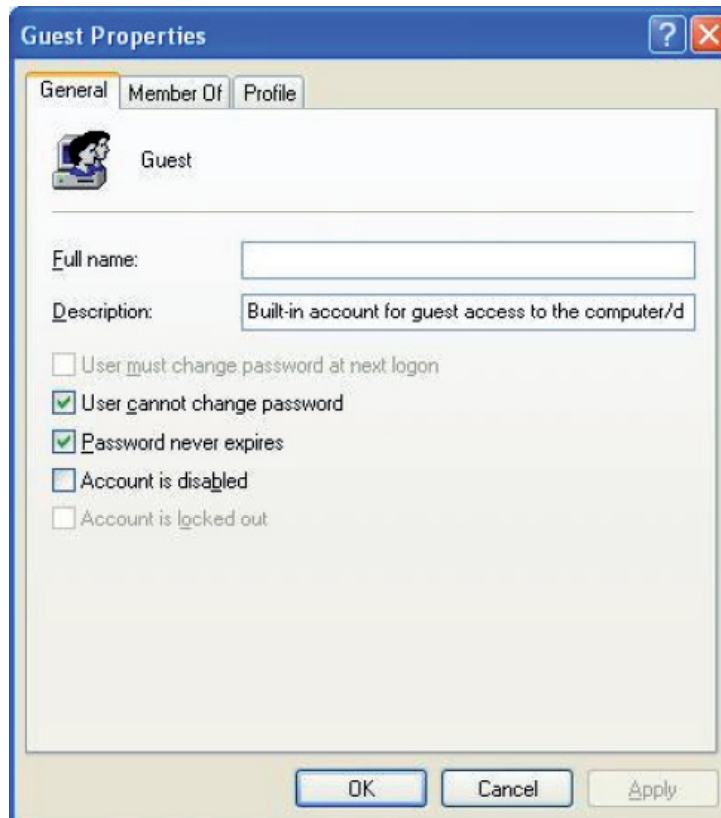 Guest Properties
General Member Of Profile
Guest
Full name:
Description: Built-in account for guest access to the computer/d
User must change password at next logon
User cannot change password
Password never expires
Account is disabled
Account is locked out
OK Cancel Apply